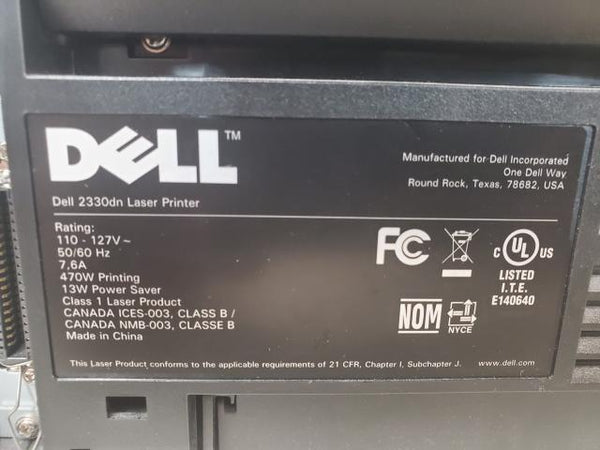 DELL™
Manufactured for Dell Incorporated
One Dell Way
Round Rock, Texas, 78682, USA
Dell 2330dn Laser Printer
Rating:
110 - 127V ~
50/60 Hz
7,6A
470W Printing
13W Power Saver
Class 1 Laser Product
CANADA ICES-003, CLASS B /
CANADA NMB-003, CLASSE B
Made in China
FC
C UL US
LISTED
I.T.E.
E140640
NOM
NYCE
This Laser Product conforms to the applicable requirements of 21 CFR, Chapter I, Subchapter J.
www.dell.com